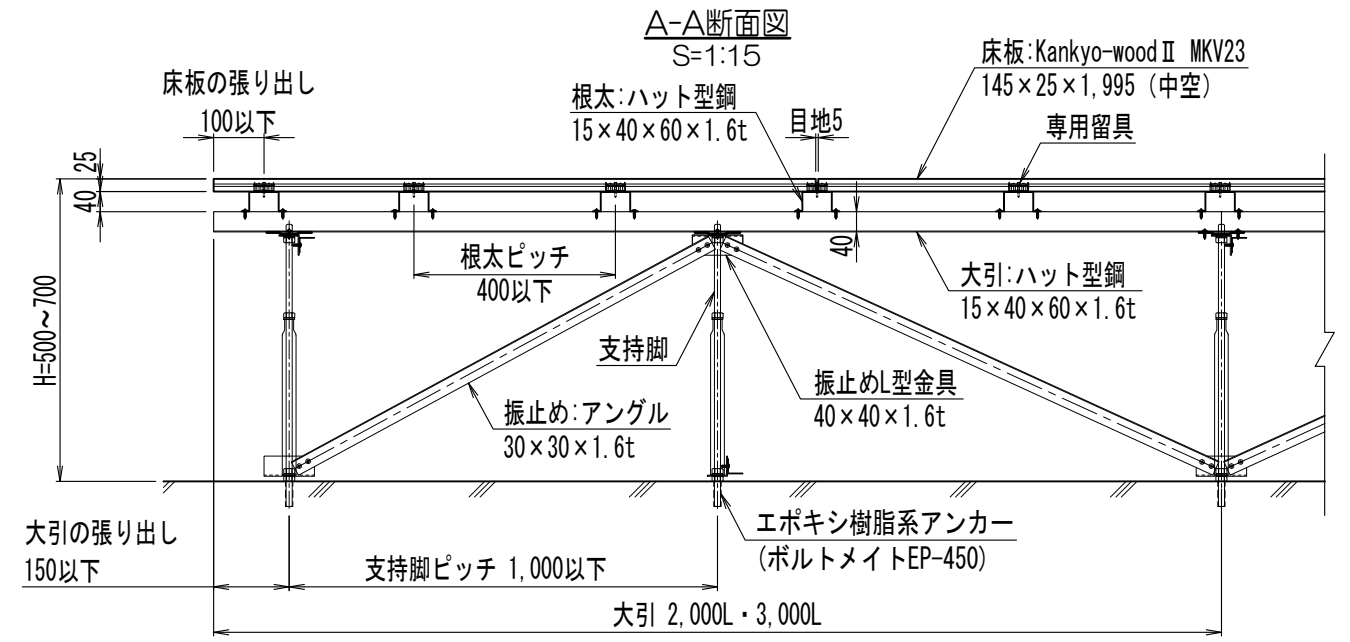 A-A断面図
S=1:15
床板の張り出し
100以下
根太:ハット型鋼
15×40×60×1.6t
目地5
床板:Kankyo-woodⅡ MKV23
145×25×1,995 (中空)
専用留具
25
40
40
根太ピッチ
400以下
大引:ハット型鋼
15×40×60×1.6t
H=500~700
支持脚
振止めL型金具
40×40×1.6t
振止め:アングル
30×30×1.6t
エポキシ樹脂系アンカー
(ボルトメイトEP-450)
大引の張り出し
150以下
支持脚ピッチ 1,000以下
大引 2,000L・3,000L